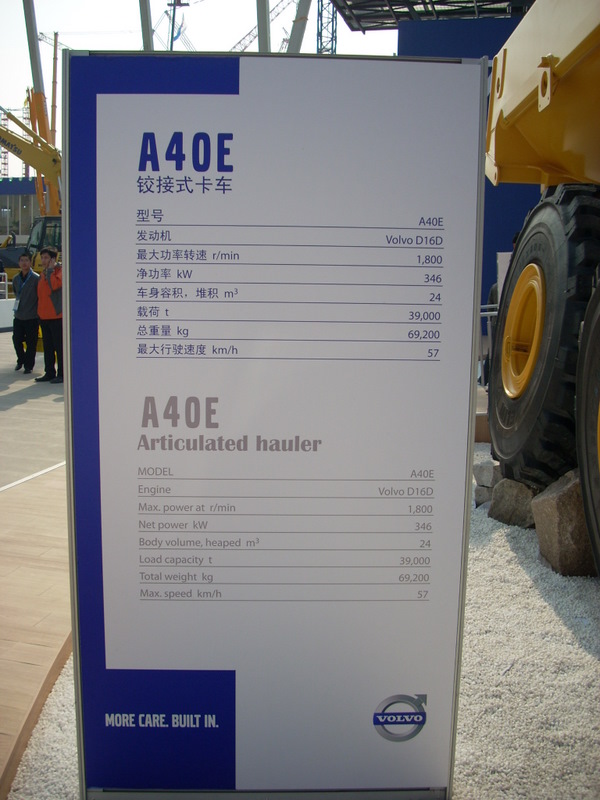 A40E
铰接式卡车
型号 A40E
发动机 Volvo D16D
最大功率转速 r/min 1,800
净功率 kW 346
车身容积，堆积 m³ 24
载荷 t 39,000
总重量 kg 69,200
最大行驶速度 km/h 57
A40E
Articulated hauler
MODEL A40E
Engine Volvo D16D
Max. power at r/min 1,800
Net power kW 346
Body volume, heaped m³ 24
Load capacity t 39,000
Total weight kg 69,200
Max. speed km/h 57
MORE CARE. BUILT IN.
VOLVO